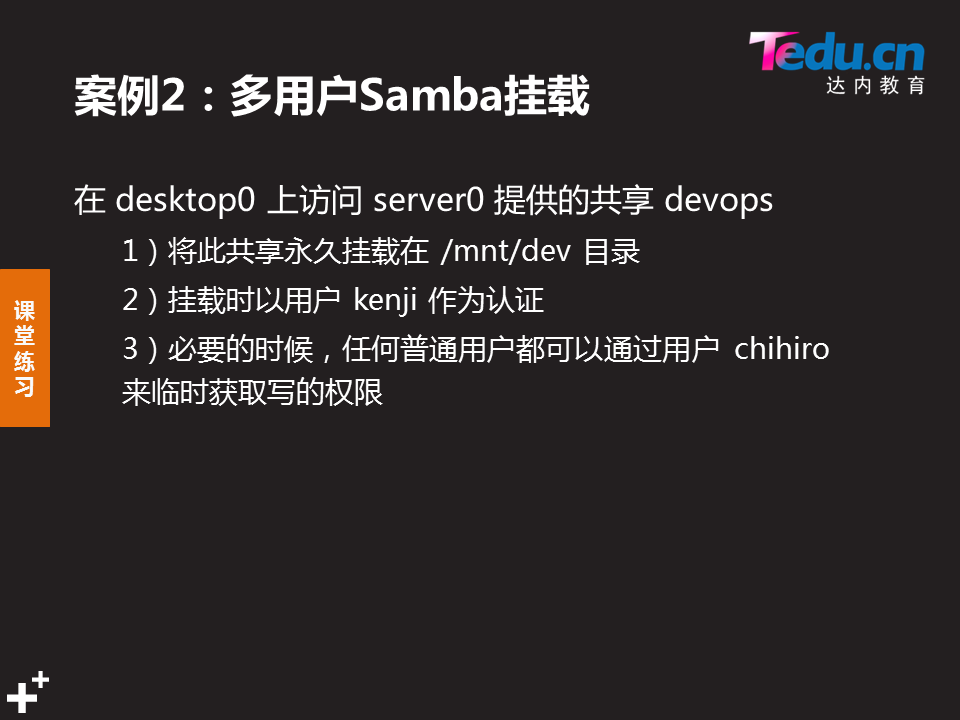 Tedu.cn
达内教育
案例2：多用户Samba挂载
在 desktop0 上访问 server0 提供的共享 devops
1）将此共享永久挂载在 /mnt/dev 目录
2）挂载时以用户 kenji 作为认证
3）必要的时候，任何普通用户都可以通过用户 chihiro
来临时获取写的权限
课堂练习